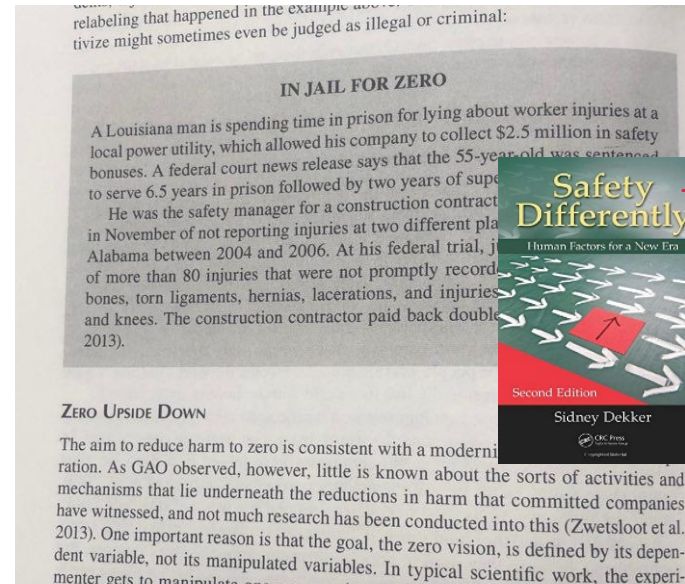 relabeling that happened in the example
tivize might sometimes even be judged as illegal or criminal:
IN JAIL FOR ZERO
A Louisiana man is spending time in prison for lying about worker injuries at a
local power utility, which allowed his company to collect $2.5 million in safety
bonuses. A federal court news release says that the 55-year-old was sentenced
to serve 6.5 years in prison followed by two years of supe
He was the safety manager for a construction contract
in November of not reporting injuries at two different pla
Alabama between 2004 and 2006. At his federal trial, j
of more than 80 injuries that were not promptly record
bones, torn ligaments, hernias, lacerations, and injuries
and knees. The construction contractor paid back double
2013).
ZERO UPSIDE DOWN
The aim to reduce harm to zero is consistent with a moderni
ration. As GAO observed, however, little is known about the sorts of activities and
mechanisms that lie underneath the reductions in harm that committed companies
have witnessed, and not much research has been conducted into this (Zwetsloot et al.
2013). One important reason is that the goal, the zero vision, is defined by its depen-
dent variable, not its manipulated variables. In typical scientific work, the experi-
menter gets to manipulate
Safety
Differently
Human Factors for a New Era
Second Edition
Sidney Dekker
CRC Press